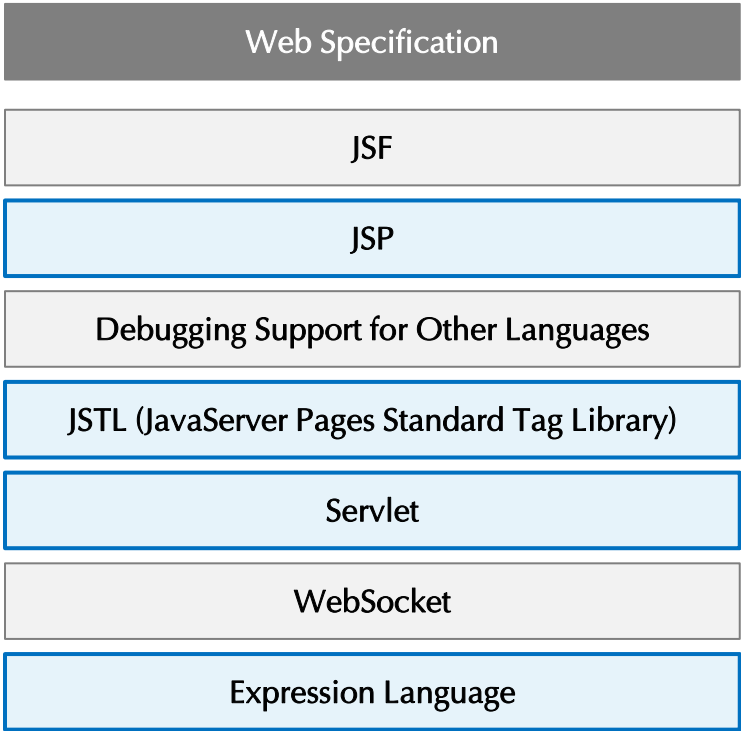 Web Specification
JSF
JSP
Debugging Support for Other Languages
JSTL (JavaServer Pages Standard Tag Library)
Servlet
WebSocket
Expression Language